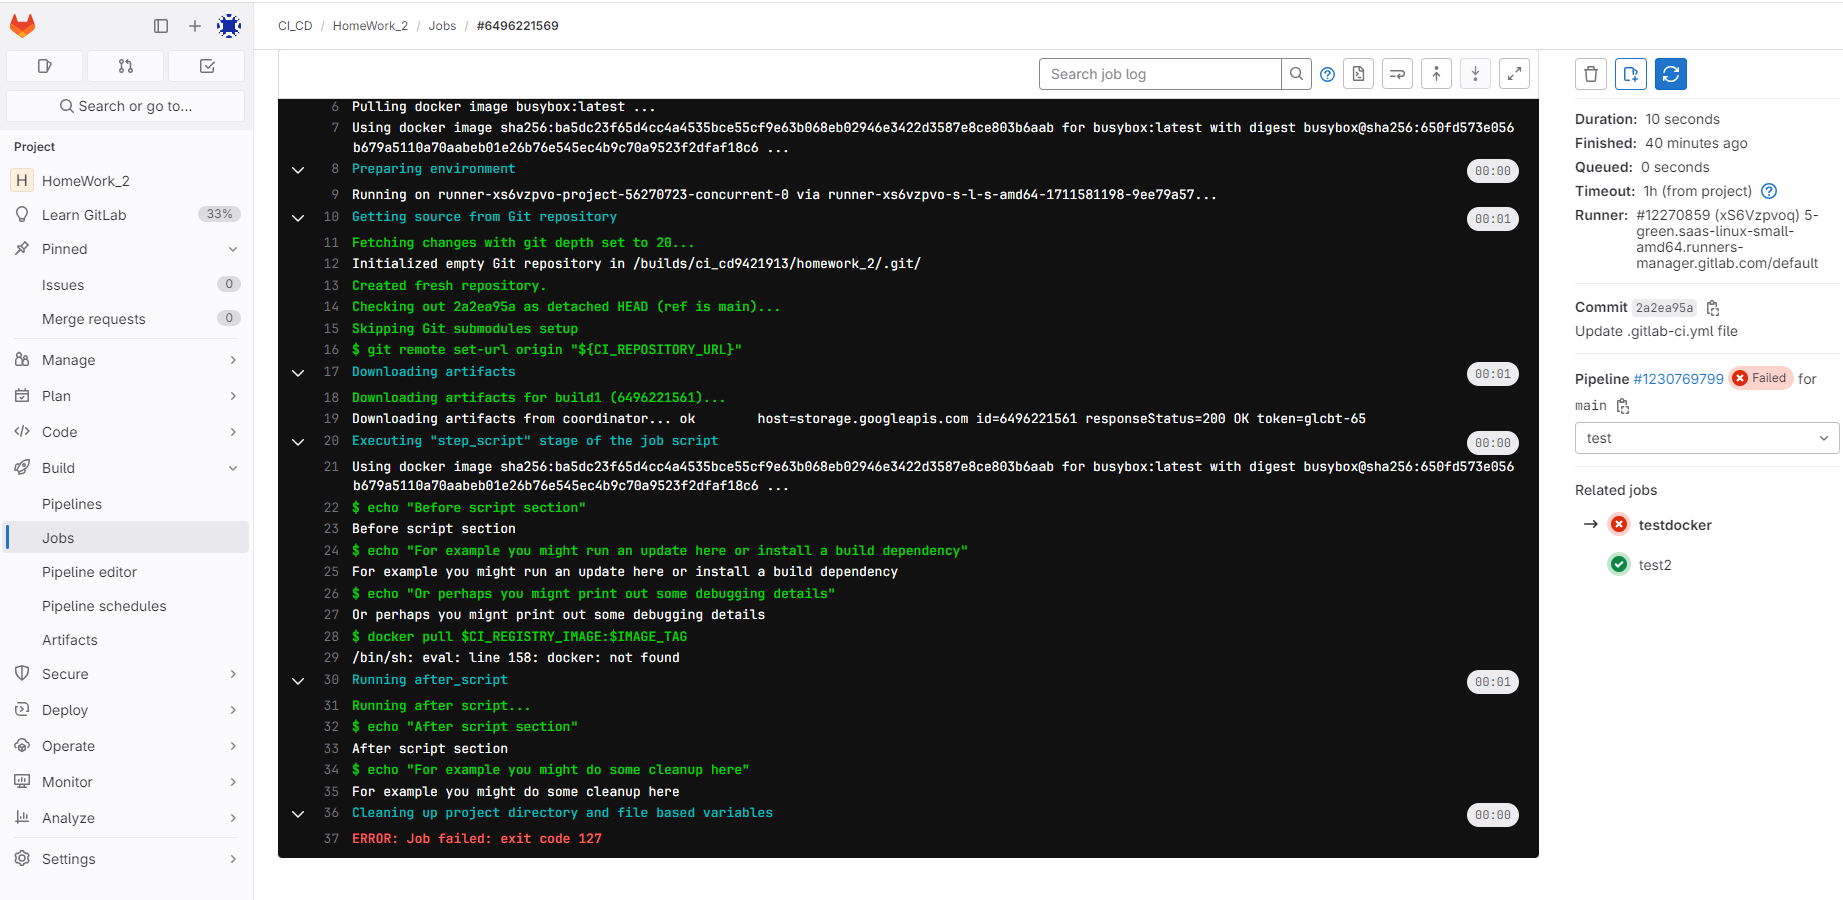 CI_CD / HomeWork_2 / Jobs / #6496221569
Search or go to...
Project
H HomeWork_2
Learn GitLab 33%
Pinned
Issues 0
Merge requests 0
Manage
Plan
Code
Build
Pipelines
Jobs
Pipeline editor
Pipeline schedules
Artifacts
Secure
Deploy
Operate
Monitor
Analyze
Settings
Search job log
6 Pulling docker image busybox:latest ...
7 Using docker image sha256:ba5dc23f65d4cc4a4535bce55cf9e63b068eb02946e3422d3587e8ce803b6aab for busybox:latest with digest busybox@sha256:650fd573e056
b679a5110a70aabeb01e26b76e545ec4b9c70a9523f2dfaf18c6 ...
8 Preparing environment 00:00
9 Running on runner-xs6vzpvo-project-56270723-concurrent-0 via runner-xs6vzpvo-s-l-s-amd64-1711581198-9ee79a57...
10 Getting source from Git repository 00:01
11 Fetching changes with git depth set to 20...
12 Initialized empty Git repository in /builds/ci_cd9421913/homework_2/.git/
13 Created fresh repository.
14 Checking out 2a2ea95a as detached HEAD (ref is main)...
15 Skipping Git submodules setup
16 $ git remote set-url origin "${CI_REPOSITORY_URL}"
17 Downloading artifacts 00:01
18 Downloading artifacts for build1 (6496221561)...
19 Downloading artifacts from coordinator... ok host=storage.googleapis.com id=6496221561 responseStatus=200 OK token=glcbt-65
20 Executing "step_script" stage of the job script 00:00
21 Using docker image sha256:ba5dc23f65d4cc4a4535bce55cf9e63b068eb02946e3422d3587e8ce803b6aab for busybox:latest with digest busybox@sha256:650fd573e056
b679a5110a70aabeb01e26b76e545ec4b9c70a9523f2dfaf18c6 ...
22 $ echo "Before script section"
23 Before script section
24 $ echo "For example you might run an update here or install a build dependency"
25 For example you might run an update here or install a build dependency
26 $ echo "Or perhaps you mignt print out some debugging details"
27 Or perhaps you mignt print out some debugging details
28 $ docker pull $CI_REGISTRY_IMAGE:$IMAGE_TAG
29 /bin/sh: eval: line 158: docker: not found
30 Running after_script 00:01
31 Running after script...
32 $ echo "After script section"
33 After script section
34 $ echo "For example you might do some cleanup here"
35 For example you might do some cleanup here
36 Cleaning up project directory and file based variables 00:00
37 ERROR: Job failed: exit code 127
Duration: 10 seconds
Finished: 40 minutes ago
Queued: 0 seconds
Timeout: 1h (from project)
Runner: #12270859 (xS6Vzpvoq) 5-
green.saas-linux-small-
amd64.runners-
manager.gitlab.com/default
Commit 2a2ea95a
Update .gitlab-ci.yml file
Pipeline #1230769799 Failed for
main
test
Related jobs
testdocker
test2